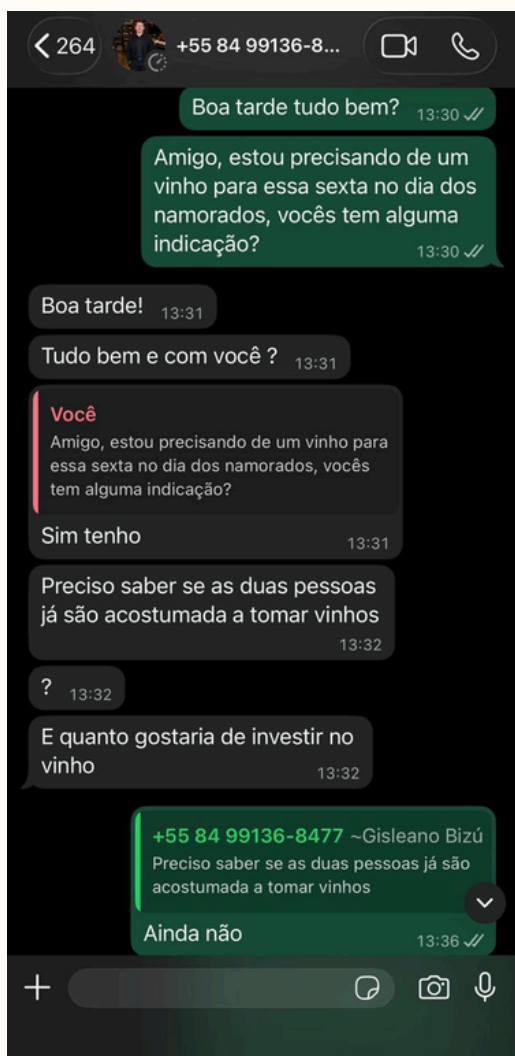 264
+55 84 99136-8...
Boa tarde tudo bem? 13:30
Amigo, estou precisando de um
vinho para essa sexta no dia dos
namorados, vocês tem alguma
indicação? 13:30
Boa tarde! 13:31
Tudo bem e com você ? 13:31
Você
Amigo, estou precisando de um vinho para
essa sexta no dia dos namorados, vocês
tem alguma indicação?
Sim tenho 13:31
Preciso saber se as duas pessoas
já são acostumada a tomar vinhos
13:32
? 13:32
E quanto gostaria de investir no
vinho 13:32
+55 84 99136-8477 ~Gisleano Bizú
Preciso saber se as duas pessoas já são
acostumada a tomar vinhos
Ainda não 13:36